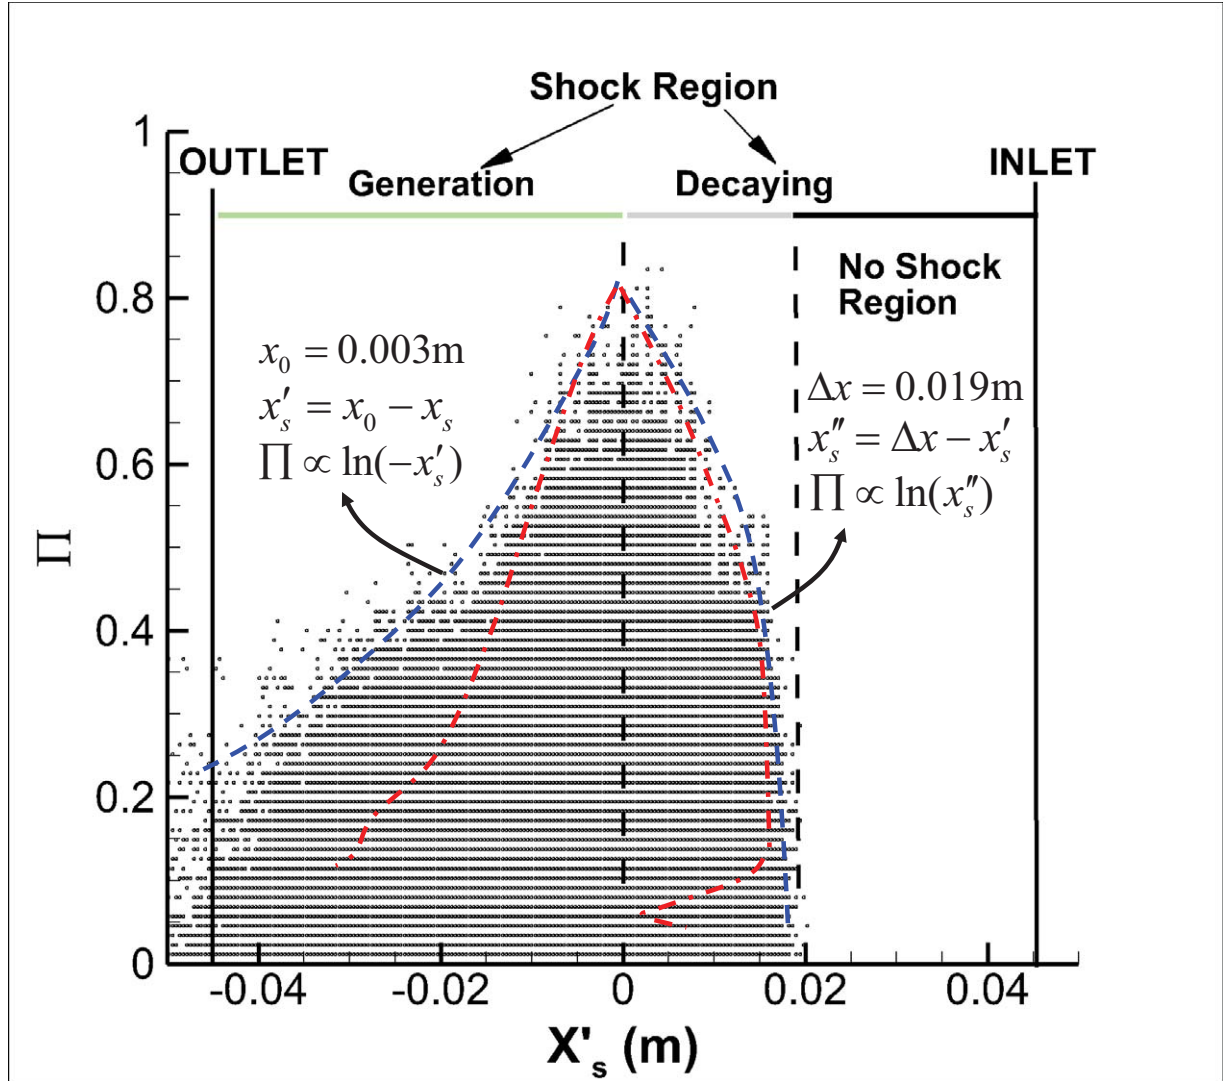 Shock Region
1
OUTLET
INLET
Generation
Decaying
No Shock
Region
0.8
x₀ = 0.003m
x′ₛ = x₀ − xₛ
∏ ∝ ln(−x′ₛ)
Δx = 0.019m
x″ₛ = Δx − x′ₛ
∏ ∝ ln(x″ₛ)
0.6
∏
0.4
0.2
0
-0.04
-0.02
0
0.02
0.04
X'ₛ (m)